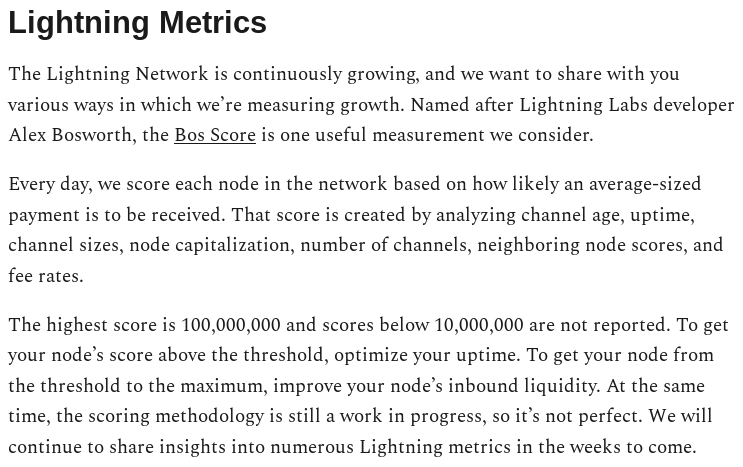 Lightning Metrics
The Lightning Network is continuously growing, and we want to share with you
various ways in which we’re measuring growth. Named after Lightning Labs developer
Alex Bosworth, the Bos Score is one useful measurement we consider.
Every day, we score each node in the network based on how likely an average-sized
payment is to be received. That score is created by analyzing channel age, uptime,
channel sizes, node capitalization, number of channels, neighboring node scores, and
fee rates.
The highest score is 100,000,000 and scores below 10,000,000 are not reported. To get
your node’s score above the threshold, optimize your uptime. To get your node from
the threshold to the maximum, improve your node’s inbound liquidity. At the same
time, the scoring methodology is still a work in progress, so it’s not perfect. We will
continue to share insights into numerous Lightning metrics in the weeks to come.